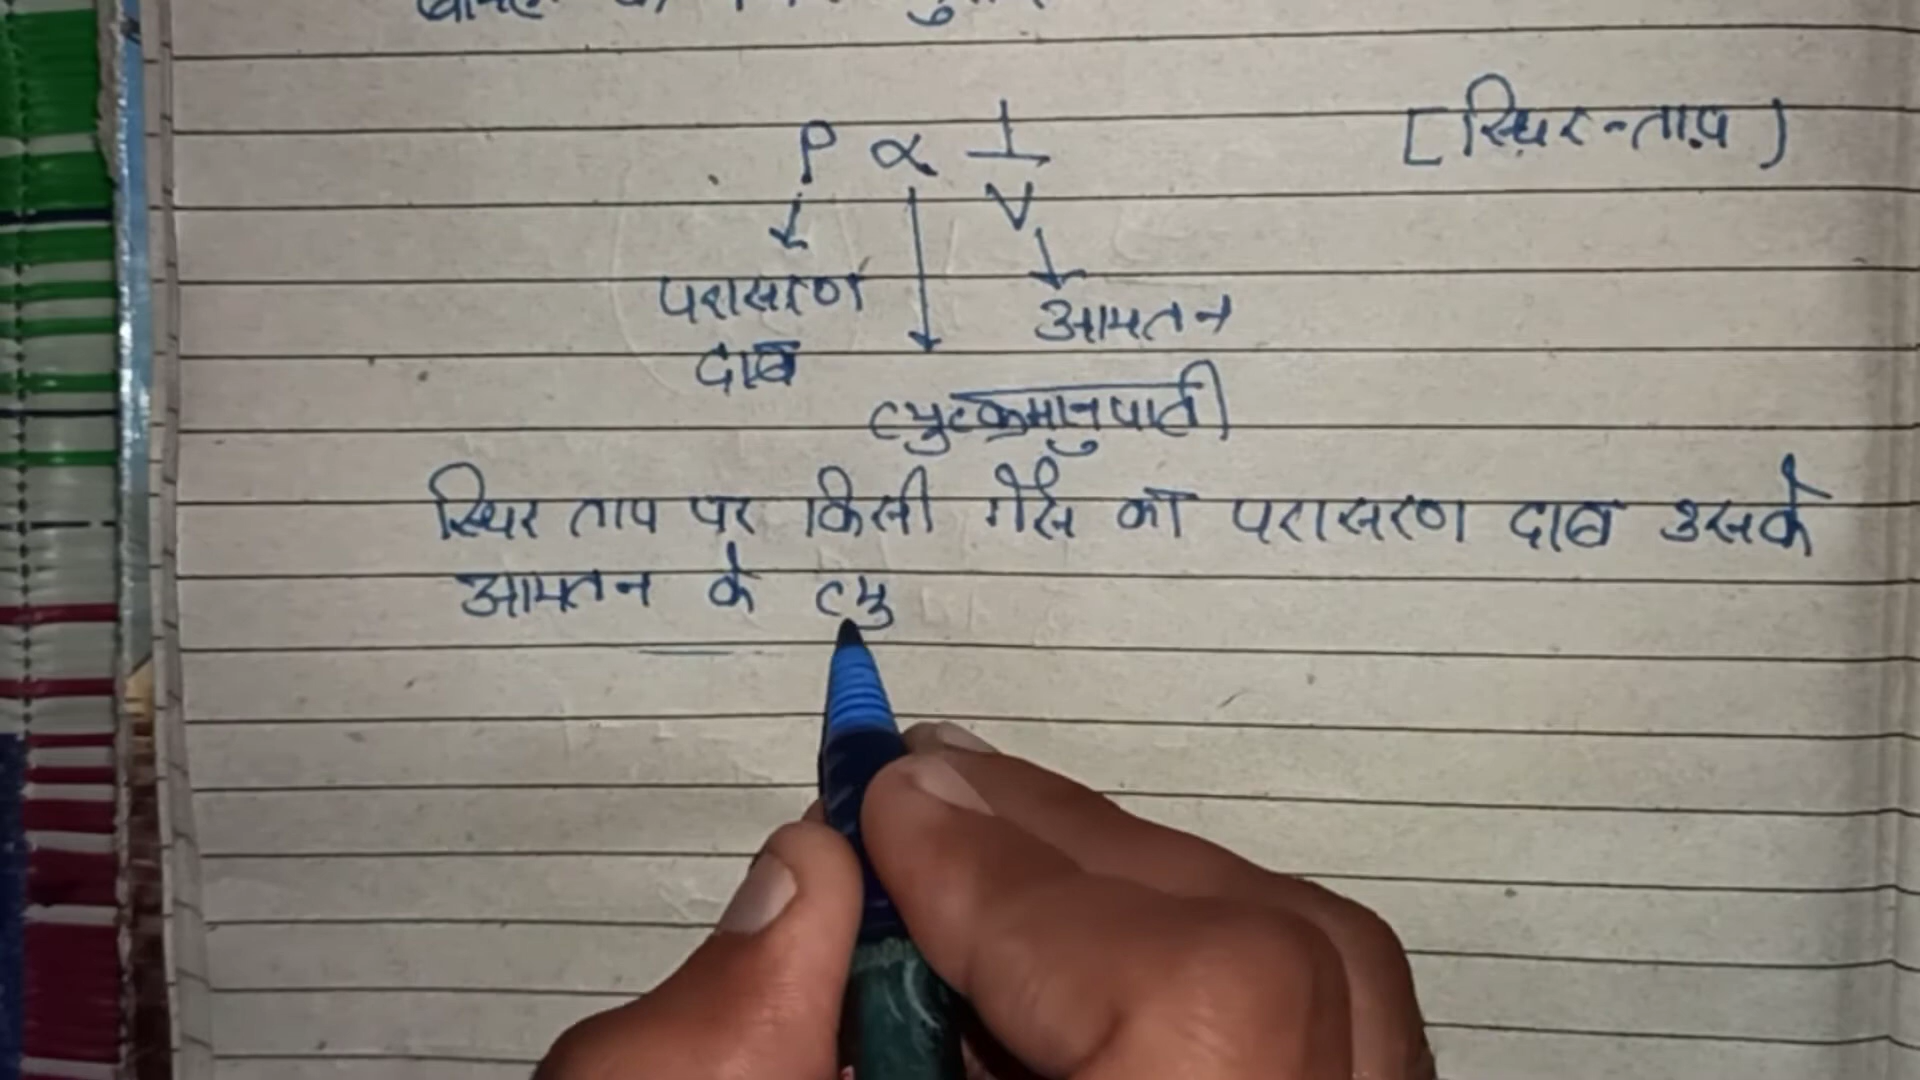 P ∝ 1/V [स्थिर-ताप)
परासरण आयतन
दाब
व्युत्क्रमानुपाती
स्थिर ताप पर किसी गैस का परासरण दाब उसके
आयतन के व्यु